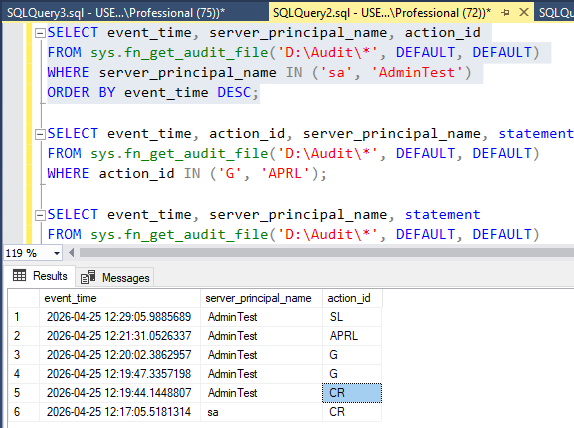 SQLQuery3.sql - USE...\Professional (75))* SQLQuery2.sql - USE...\Professional (72))* SQLQu
SELECT event_time, server_principal_name, action_id
FROM sys.fn_get_audit_file('D:\Audit\*', DEFAULT, DEFAULT)
WHERE server_principal_name IN ('sa', 'AdminTest')
ORDER BY event_time DESC;
SELECT event_time, action_id, server_principal_name, statement
FROM sys.fn_get_audit_file('D:\Audit\*', DEFAULT, DEFAULT)
WHERE action_id IN ('G', 'APRL');
SELECT event_time, server_principal_name, statement
FROM sys.fn_get_audit_file('D:\Audit\*', DEFAULT, DEFAULT)
119 %
Results Messages
event_time server_principal_name action_id
1 2026-04-25 12:29:05.9885689 AdminTest SL
2 2026-04-25 12:21:31.0526337 AdminTest APRL
3 2026-04-25 12:20:02.3862957 AdminTest G
4 2026-04-25 12:19:47.3357198 AdminTest G
5 2026-04-25 12:19:44.1448807 AdminTest CR
6 2026-04-25 12:17:05.5181314 sa CR